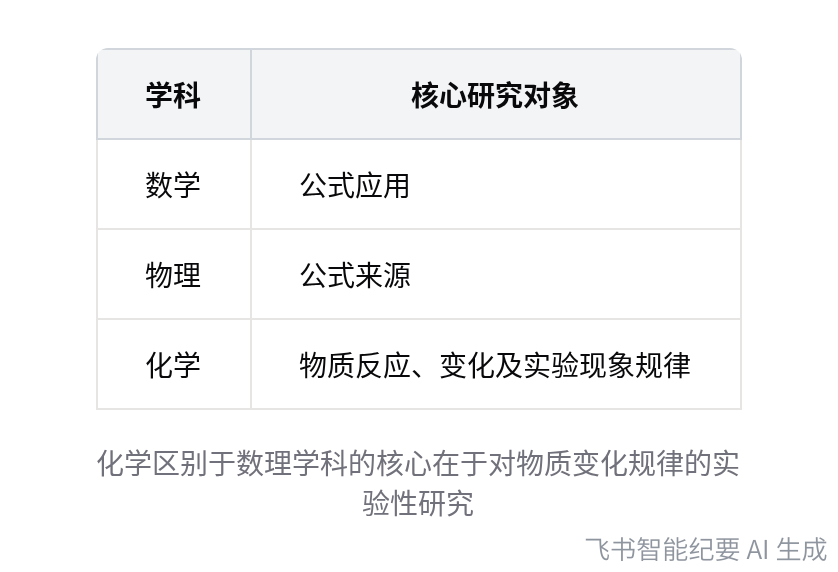 学科 核心研究对象
数学 公式应用
物理 公式来源
化学 物质反应、变化及实验现象规律
化学区别于数理学科的核心在于对物质变化规律的实
验性研究
飞书智能纪要 AI 生成